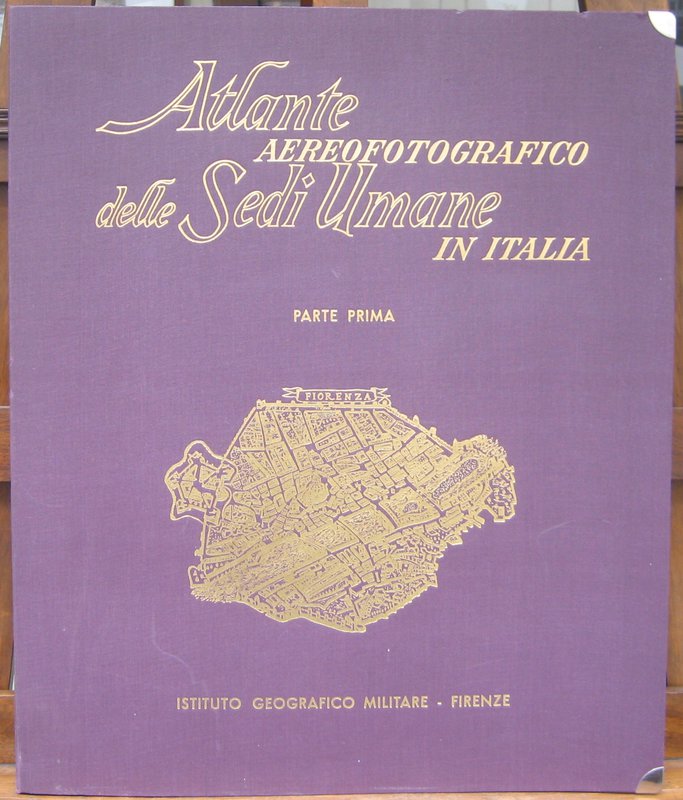 Atlante
AEREOFOTOGRAFICO
delle Sedi Umane
IN ITALIA
PARTE PRIMA
FIORENZA
ISTITUTO GEOGRAFICO MILITARE - FIRENZE